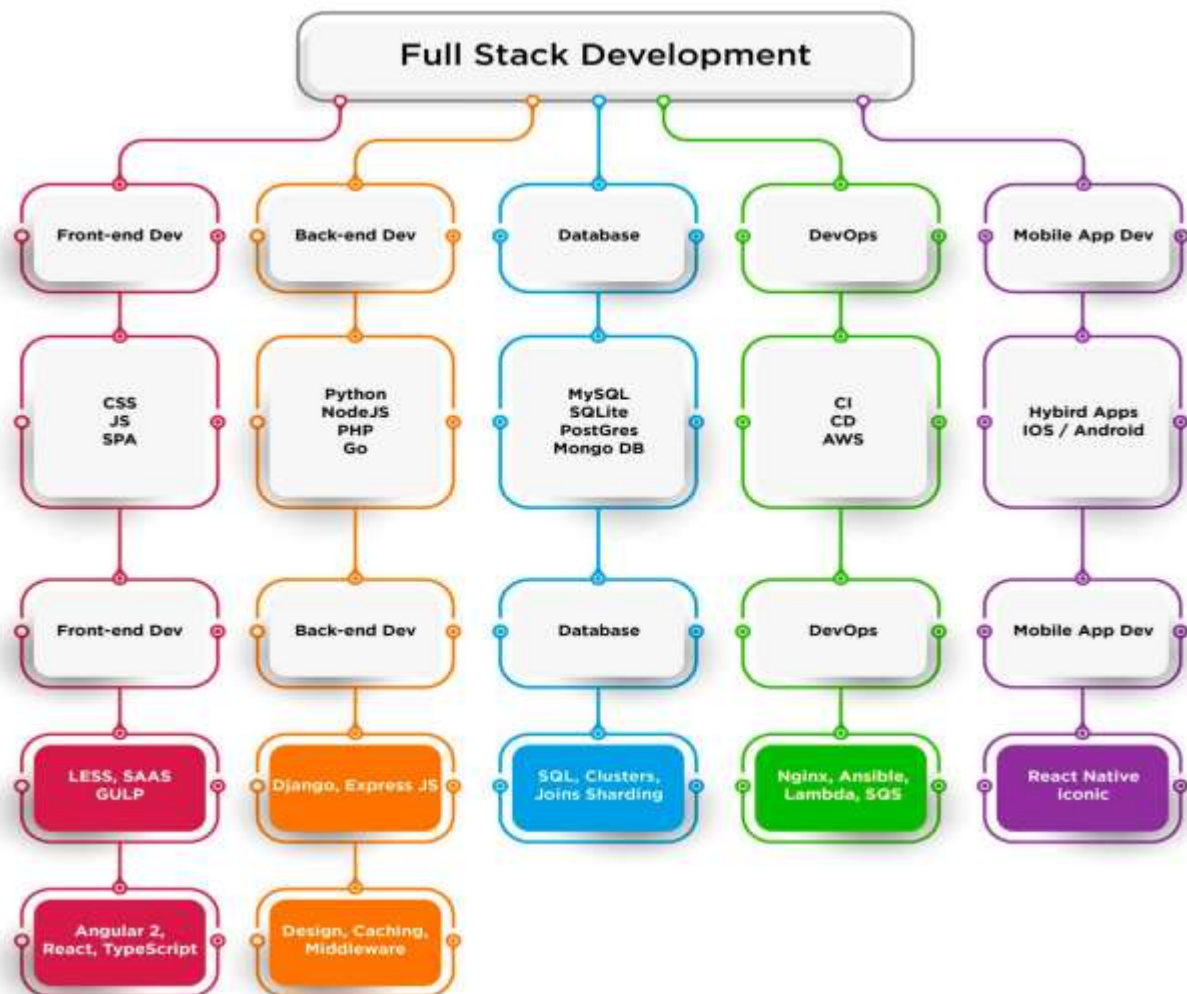 Full Stack Development
Front-end Dev
Back-end Dev
Database
DevOps
Mobile App Dev
CSS
JS
SPA
Python
NodeJS
PHP
Go
MySQL
SQLite
PostGres
Mongo DB
CI
CD
AWS
Hybird Apps
IOS / Android
Front-end Dev
Back-end Dev
Database
DevOps
Mobile App Dev
LESS, SAAS
GULP
Django, Express JS
SQL, Clusters,
Joins Sharding
Nginx, Ansible,
Lambda, SQS
React Native
iconic
Angular 2,
React, TypeScript
Design, Caching,
Middleware